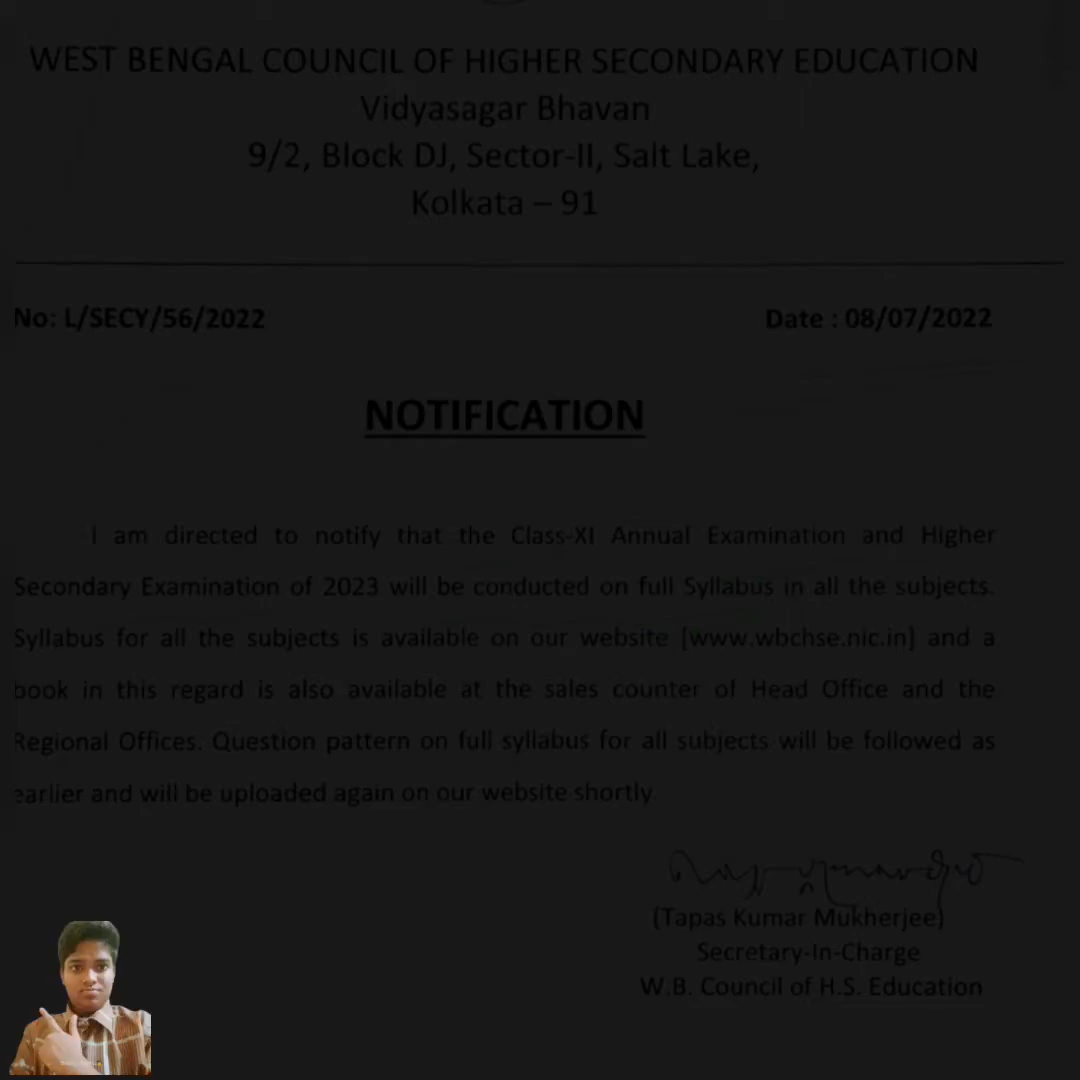 WEST BENGAL COUNCIL OF HIGHER SECONDARY EDUCATION
Vidyasagar Bhavan
9/2, Block DJ, Sector-II, Salt Lake,
Kolkata – 91
No: L/SECY/56/2022
Date : 08/07/2022
NOTIFICATION
I am directed to notify that the Class-XI Annual Examination and Higher
Secondary Examination of 2023 will be conducted on full Syllabus in all the subjects.
Syllabus for all the subjects is available on our website [www.wbchse.nic.in] and a
book in this regard is also available at the sales counter of Head Office and the
Regional Offices. Question pattern on full syllabus for all subjects will be followed as
earlier and will be uploaded again on our website shortly
(Tapas Kumar Mukherjee)
Secretary-In-Charge
W.B. Council of H.S. Education